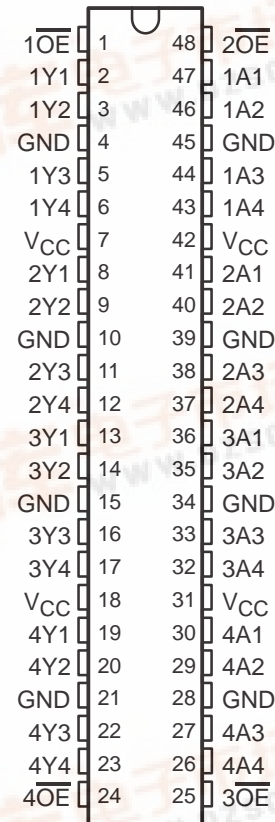 1O̅E̅ 1 48 2O̅E̅
1Y1 2 47 1A1
1Y2 3 46 1A2
GND 4 45 GND
1Y3 5 44 1A3
1Y4 6 43 1A4
VCC 7 42 VCC
2Y1 8 41 2A1
2Y2 9 40 2A2
GND 10 39 GND
2Y3 11 38 2A3
2Y4 12 37 2A4
3Y1 13 36 3A1
3Y2 14 35 3A2
GND 15 34 GND
3Y3 16 33 3A3
3Y4 17 32 3A4
VCC 18 31 VCC
4Y1 19 30 4A1
4Y2 20 29 4A2
GND 21 28 GND
4Y3 22 27 4A3
4Y4 23 26 4A4
4O̅E̅ 24 25 3O̅E̅